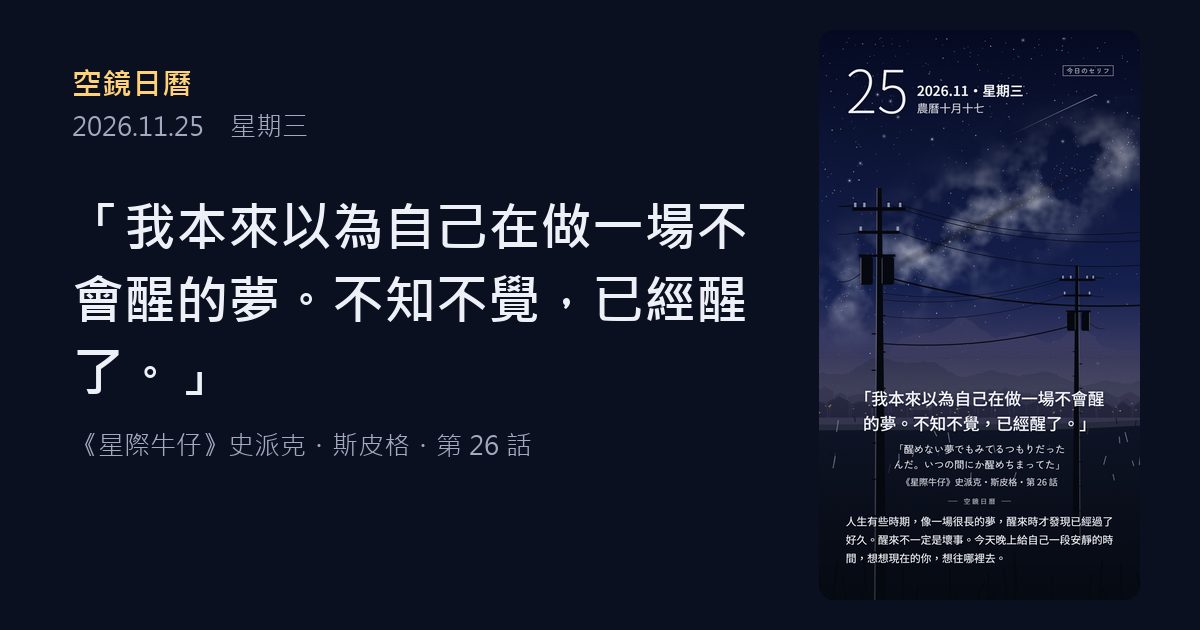 空鏡日曆
2026.11.25 星期三
「我本來以為自己在做一場不
會醒的夢。不知不覺，已經醒
了。」
《星際牛仔》史派克・斯皮格・第 26 話
25
2026.11・星期三
農曆十月十七
今日のセリフ
「我本來以為自己在做一場不會醒
的夢。不知不覺，已經醒了。」
「醒めない夢でもみてるつもりだった
んだ。いつの間にか醒めちまってた」
《星際牛仔》史派克・斯皮格・第 26 話
— 空鏡日曆 —
人生有些時期，像一場很長的夢，醒來時才發現已經過了
好久。醒來不一定是壞事。今天晚上給自己一段安靜的時
間，想想現在的你，想往哪裡去。